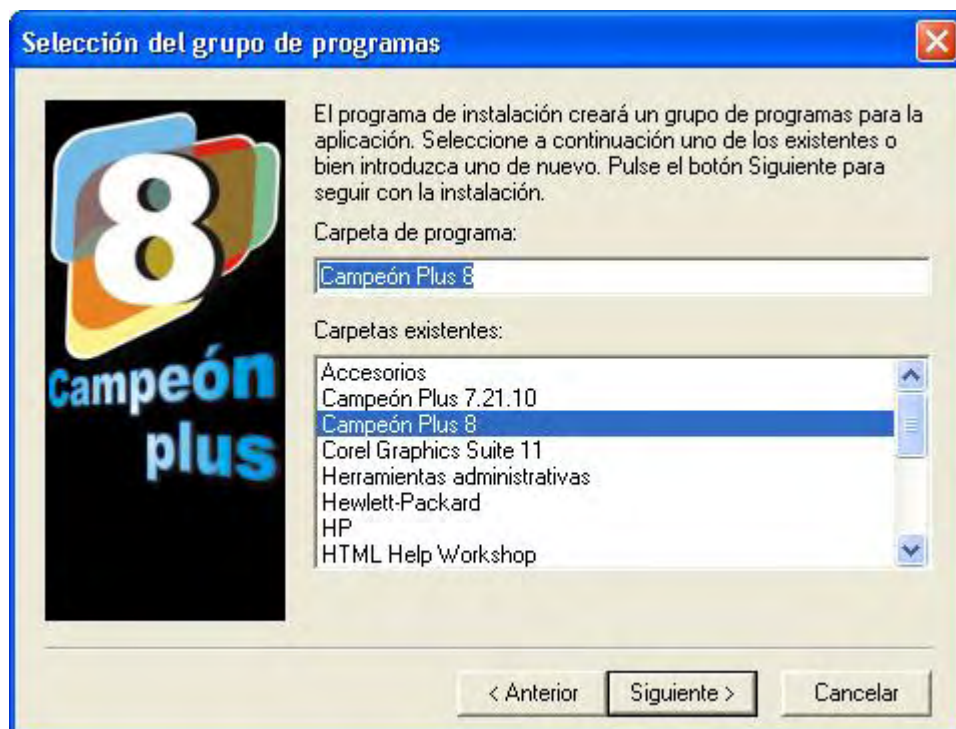 Selección del grupo de programas
8
Campeón
plus
El programa de instalación creará un grupo de programas para la
aplicación. Seleccione a continuación uno de los existentes o
bien introduzca uno de nuevo. Pulse el botón Siguiente para
seguir con la instalación.
Carpeta de programa:
Campeón Plus 8
Carpetas existentes:
Accesorios
Campeón Plus 7.21.10
Campeón Plus 8
Corel Graphics Suite 11
Herramientas administrativas
Hewlett-Packard
HP
HTML Help Workshop
< Anterior
Siguiente >
Cancelar